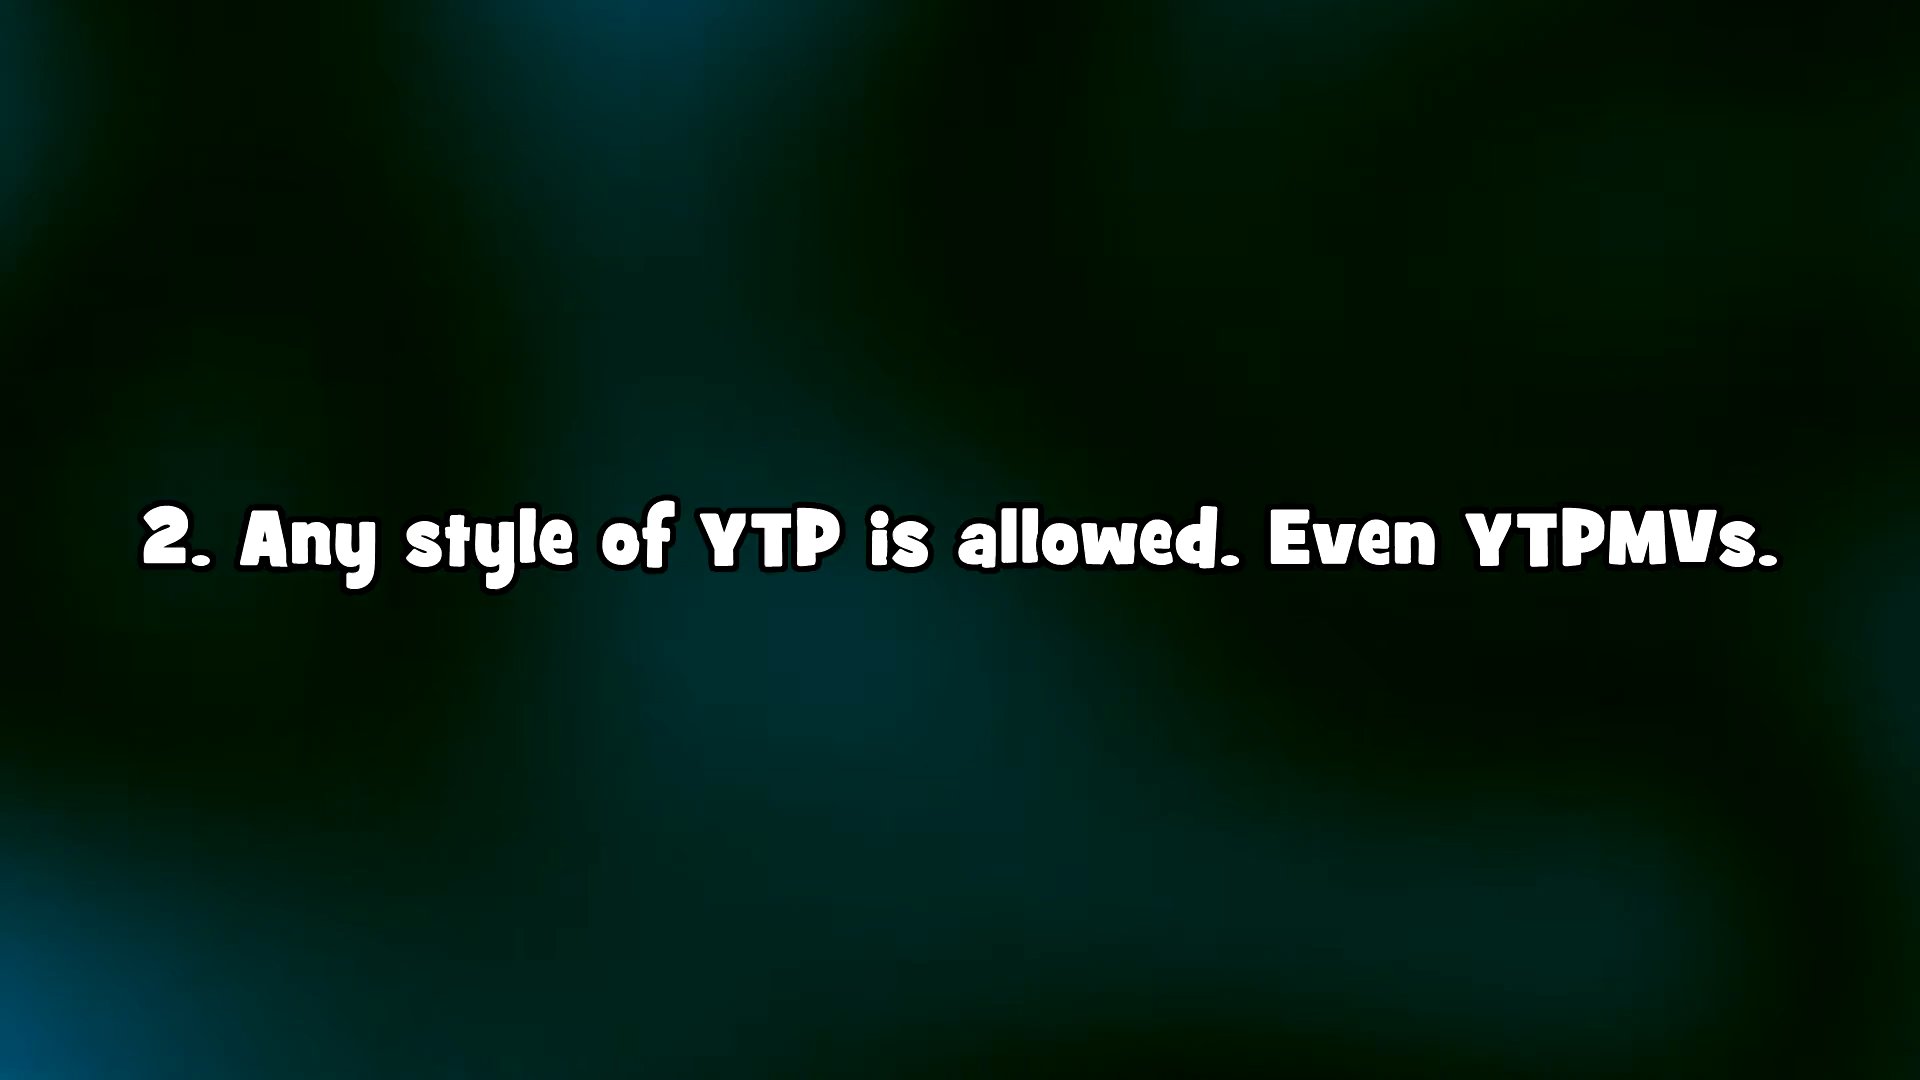 2. Any style of YTP is allowed. Even YTPMVs.